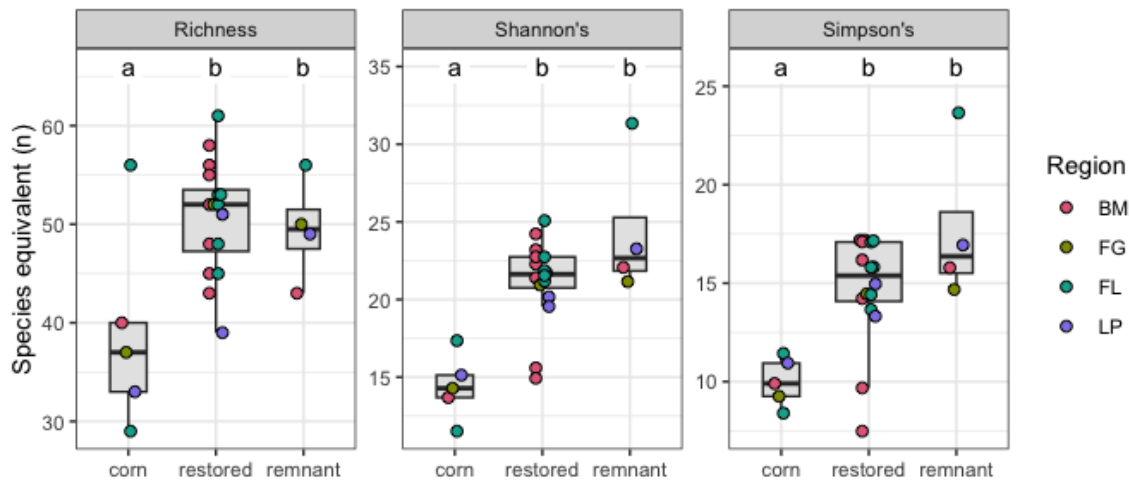 Richness
Shannon's
Simpson's
a
b
b
a
b
b
a
b
b
Species equivalent (n)
60
50
40
30
35
30
25
20
15
25
20
15
10
corn
restored
remnant
corn
restored
remnant
corn
restored
remnant
Region
BM
FG
FL
LP